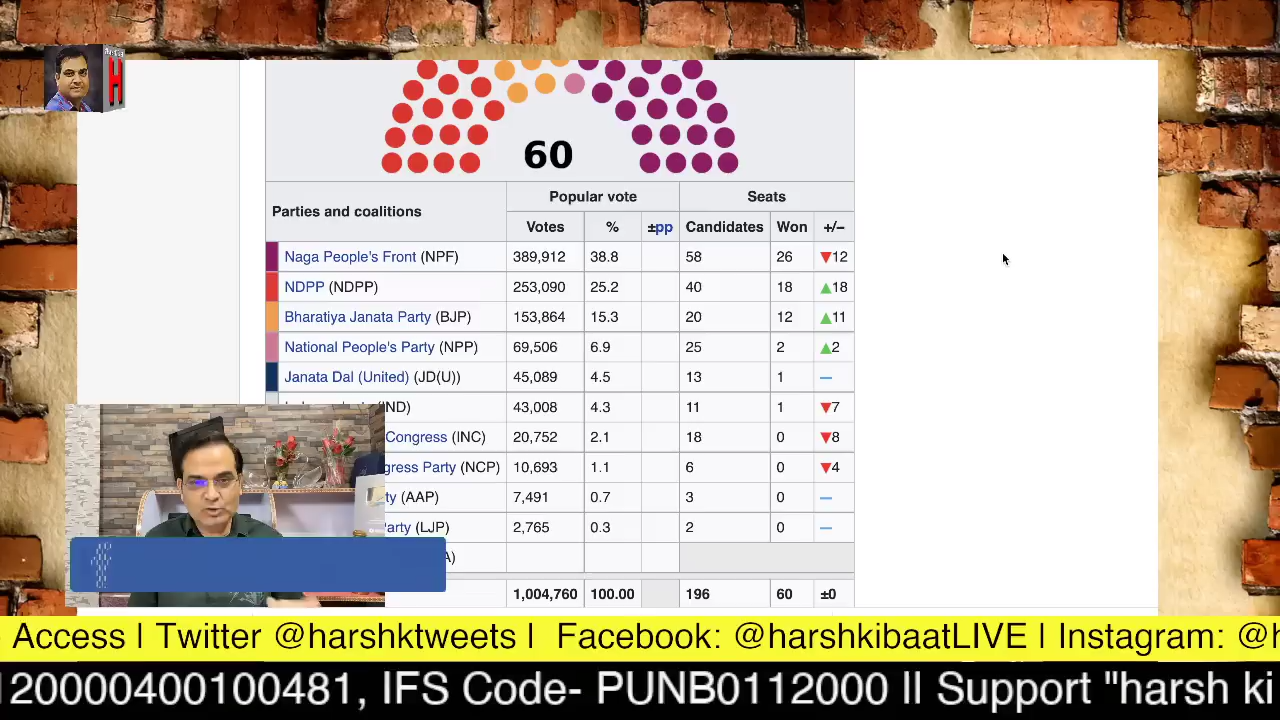 H
60
Popular vote Seats
Parties and coalitions
Votes % ±pp Candidates Won +/−
Naga People's Front (NPF) 389,912 38.8 58 26 ▼12
NDPP (NDPP) 253,090 25.2 40 18 ▲18
Bharatiya Janata Party (BJP) 153,864 15.3 20 12 ▲11
National People's Party (NPP) 69,506 6.9 25 2 ▲2
Janata Dal (United) (JD(U)) 45,089 4.5 13 1 —
IND) 43,008 4.3 11 1 ▼7
Congress (INC) 20,752 2.1 18 0 ▼8
gress Party (NCP) 10,693 1.1 6 0 ▼4
ty (AAP) 7,491 0.7 3 0 —
arty (LJP) 2,765 0.3 2 0 —
A)
1,004,760 100.00 196 60 ±0
Access | Twitter @harshktweets | Facebook: @harshkibaatLIVE | Instagram: @h
120000400100481, IFS Code- PUNB0112000 || Support "harsh ki